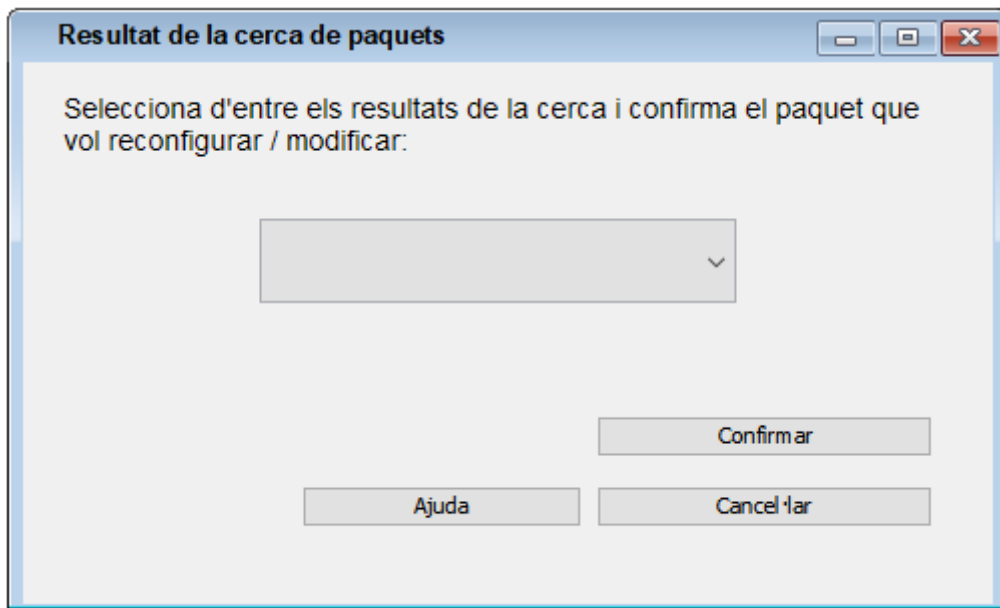 Resultat de la cerca de paquets
Selecciona d'entre els resultats de la cerca i confirma el paquet que
vol reconfigurar / modificar:
Confirmar
Ajuda
Cancel·lar